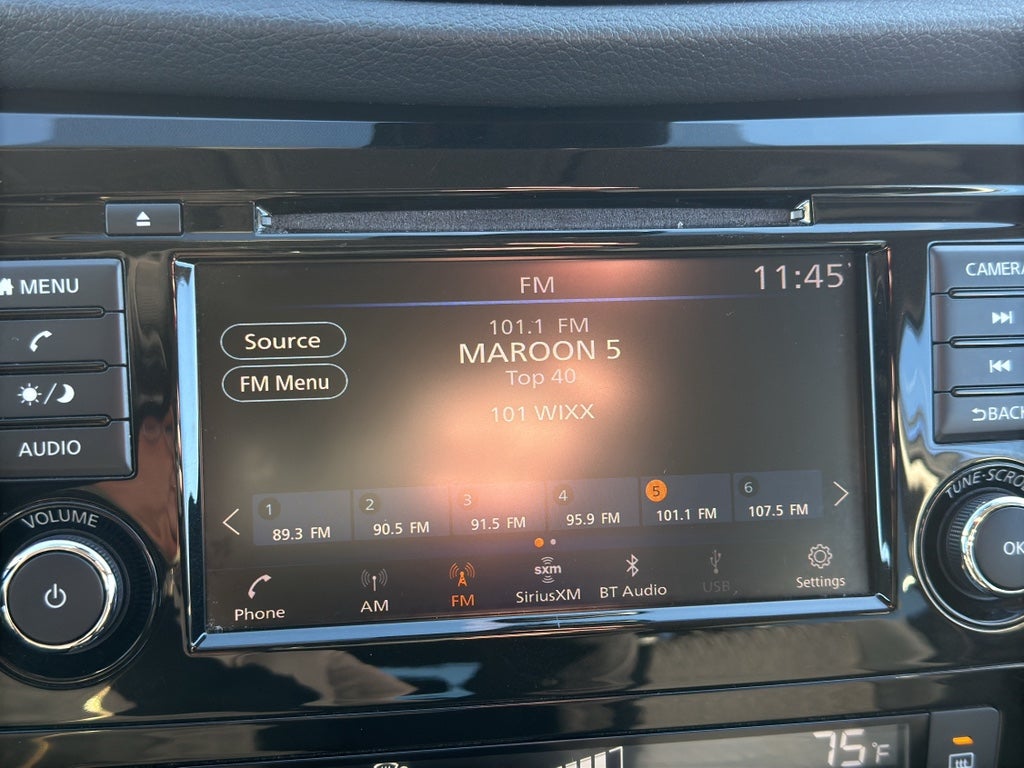 MENU
AUDIO
VOLUME
FM
11:45
Source
FM Menu
101.1 FM
MAROON 5
Top 40
101 WIXX
1
89.3 FM
2
90.5 FM
3
91.5 FM
4
95.9 FM
5
101.1 FM
6
107.5 FM
Phone
AM
FM
sxm
SiriusXM
BT Audio
USB
Settings
CAMERA
BACK
TUNE·SCRO
OK
75°F